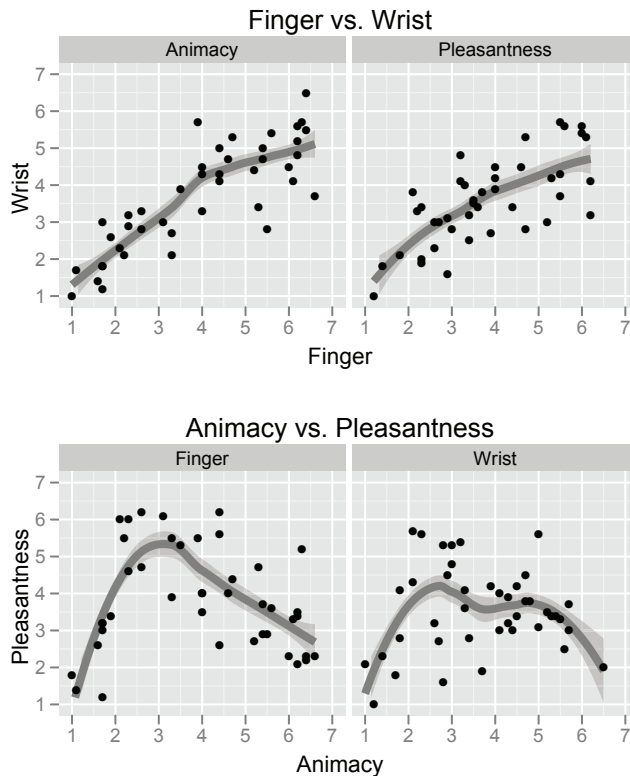 Finger vs. Wrist
Animacy Pleasantness
7
6
5
4
3
2
1
Wrist
1 2 3 4 5 6 7 1 2 3 4 5 6 7
Finger
Animacy vs. Pleasantness
Finger Wrist
7
6
5
4
3
2
1
Pleasantness
1 2 3 4 5 6 7 1 2 3 4 5 6 7
Animacy